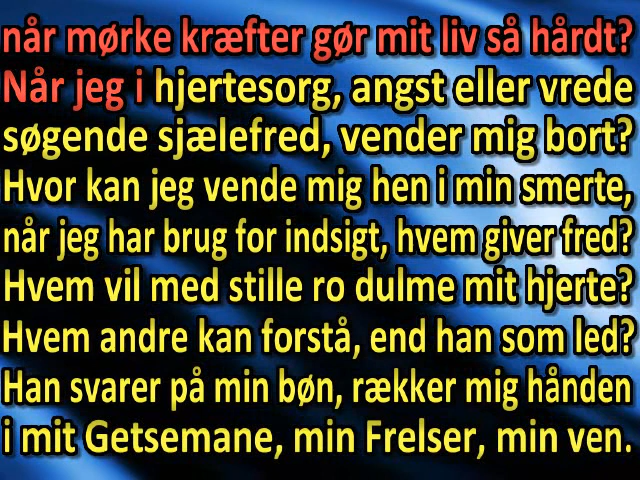 når mørke kræfter gør mit liv så hårdt?
Når jeg i hjertesorg, angst eller vrede
søgende sjælefred, vender mig bort?
Hvor kan jeg vende mig hen i min smerte,
når jeg har brug for indsigt, hvem giver fred?
Hvem vil med stille ro dulme mit hjerte?
Hvem andre kan forstå, end han som led?
Han svarer på min bøn, rækker mig hånden
i mit Getsemane, min Frelser, min ven.